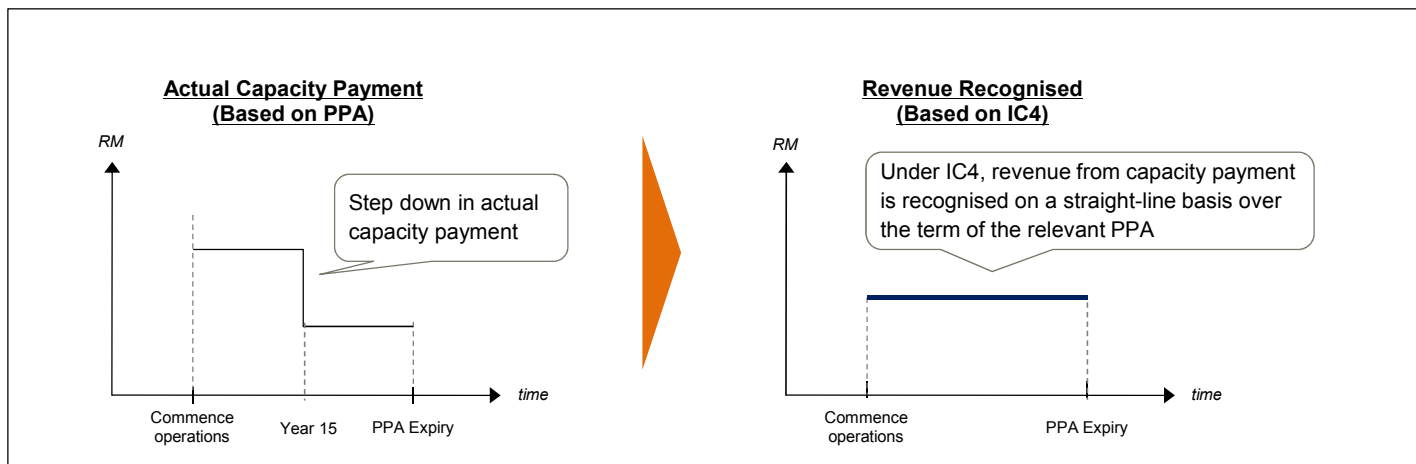 Actual Capacity Payment
(Based on PPA)
RM
Step down in actual
capacity payment
time
Commence
operations
Year 15
PPA Expiry
Revenue Recognised
(Based on IC4)
RM
Under IC4, revenue from capacity payment
is recognised on a straight-line basis over
the term of the relevant PPA
time
Commence
operations
PPA Expiry